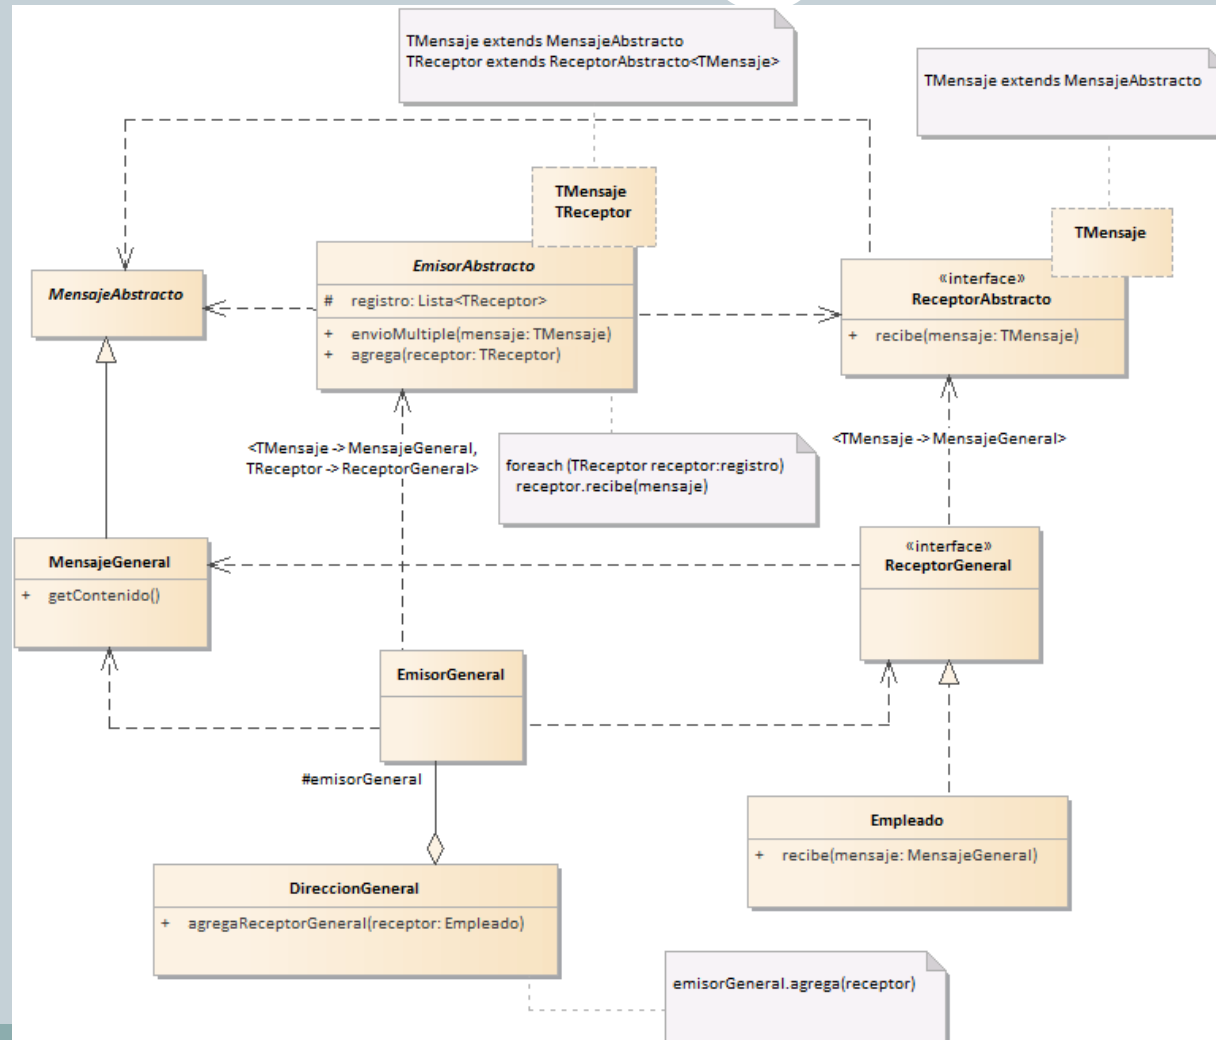 TMensaje extends MensajeAbstracto
TReceptor extends ReceptorAbstracto<TMensaje>
TMensaje extends MensajeAbstracto
TMensaje
TReceptor
TMensaje
MensajeAbstracto
EmisorAbstracto
# registro: Lista<TReceptor>
+ envioMultiple(mensaje: TMensaje)
+ agrega(receptor: TReceptor)
«interface»
ReceptorAbstracto
+ recibe(mensaje: TMensaje)
<TMensaje -> MensajeGeneral,
TReceptor -> ReceptorGeneral>
foreach (TReceptor receptor:registro)
receptor.recibe(mensaje)
<TMensaje -> MensajeGeneral>
MensajeGeneral
+ getContenido()
«interface»
ReceptorGeneral
EmisorGeneral
#emisorGeneral
Empleado
+ recibe(mensaje: MensajeGeneral)
DireccionGeneral
+ agregaReceptorGeneral(receptor: Empleado)
emisorGeneral.agrega(receptor)